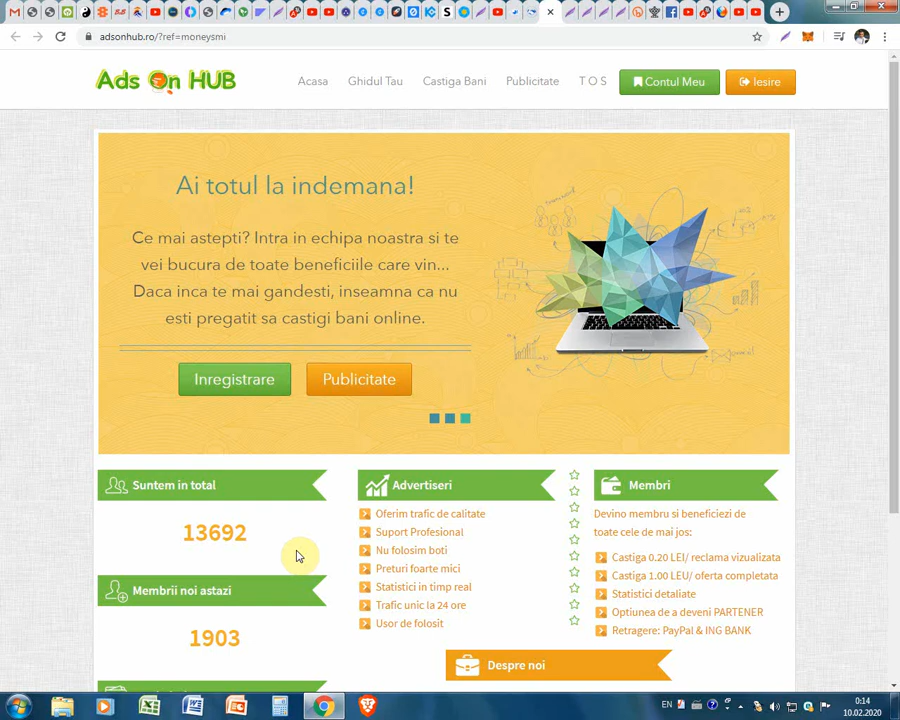 adsonhub.ro/?ref=moneysmi
Ads On HUB
Acasa
Ghidul Tau
Castiga Bani
Publicitate
T O S
Contul Meu
Iesire
Ai totul la indemana!
Ce mai astepti? Intra in echipa noastra si te
vei bucura de toate beneficiile care vin...
Daca inca te mai gandesti, inseamna ca nu
esti pregatit sa castigi bani online.
Inregistrare
Publicitate
Suntem in total
13692
Membrii noi astazi
1903
Advertiseri
Oferim trafic de calitate
Suport Profesional
Nu folosim boti
Preturi foarte mici
Statistici in timp real
Trafic unic la 24 ore
Usor de folosit
Membri
Devino membru si beneficiezi de
toate cele de mai jos:
Castiga 0.20 LEI/ reclama vizualizata
Castiga 1.00 LEI/ oferta completata
Statistici detaliate
Optiunea de a deveni PARTENER
Retragere: PayPal & ING BANK
Despre noi
EN
0:14
10.02.2020